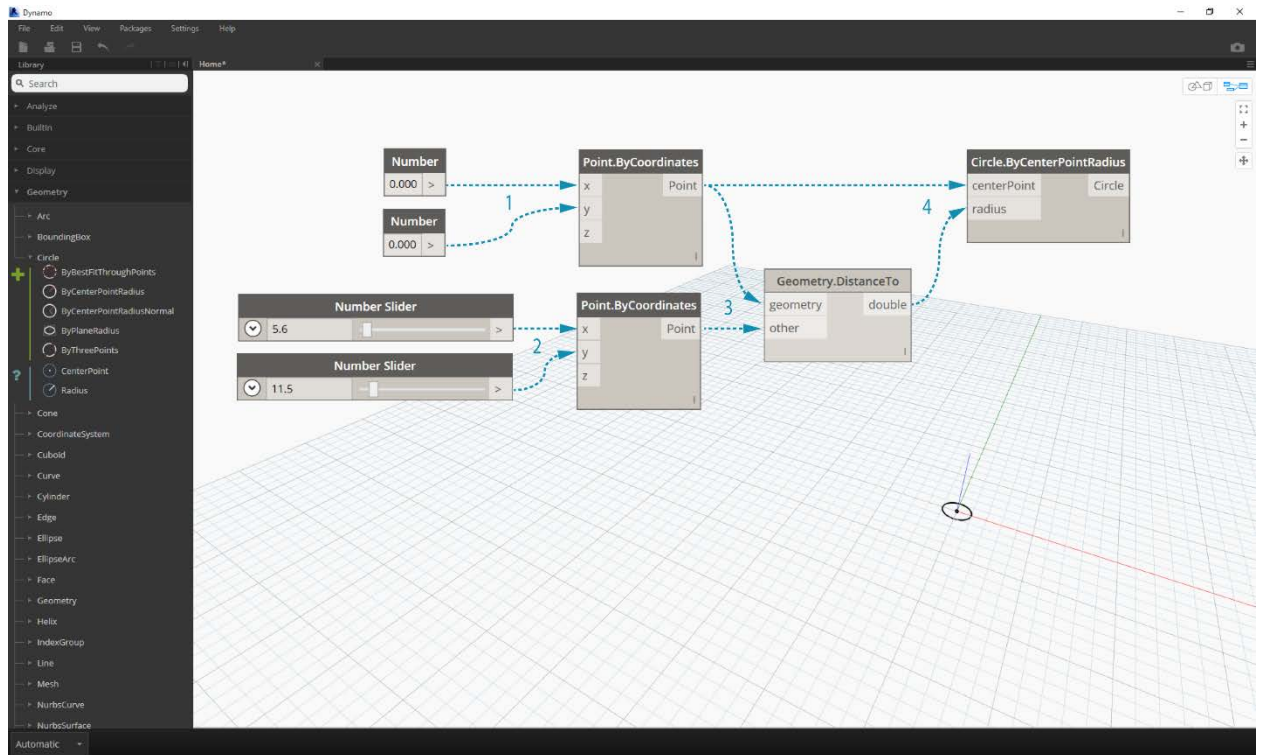 Dynamo
File Edit View Packages Settings Help
Library
Home*
Search
Analyze
BuiltIn
Core
Display
Geometry
Arc
BoundingBox
Circle
ByBestFitThroughPoints
ByCenterPointRadius
ByCenterPointRadiusNormal
ByPlaneRadius
ByThreePoints
CenterPoint
Radius
Cone
CoordinateSystem
Cuboid
Curve
Cylinder
Edge
Ellipse
EllipseArc
Face
Geometry
Helix
IndexGroup
Line
Mesh
NurbsCurve
NurbsSurface
Automatic
Number
0.000 >
Number
0.000 >
1
Point.ByCoordinates
x Point
y
z
Number Slider
5.6 >
Number Slider
11.5 >
2
Point.ByCoordinates
x Point
y
z
3
Geometry.DistanceTo
geometry double
other
4
Circle.ByCenterPointRadius
centerPoint Circle
radius